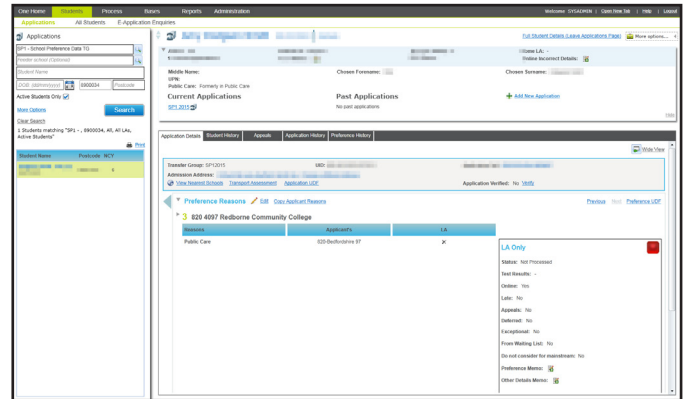 One Home Students Process Bases Reports Administration Welcome SYSADMIN | Open New Tab | Help | Logout
Applications All Students E-Application Enquiries
Applications
SP1 - School Preference Data TG
Feeder school (Optional)
Student Name
DOB (dd/mm/yyyy) 8900034 Postcode
Active Students Only
More Options Search
Clear Search
1 Students matching "SP1 - , 8900034, All, All LAs, Active Students"
Print
Student Name Postcode NCY
Full Student Details (Leave Applications Page) More options...
Home LA: -
Online Incorrect Details:
Middle Name: Chosen Forename: Chosen Surname:
UPN:
Public Care: Formerly in Public Care
Current Applications Past Applications Add New Application
SP1 2015 No past applications
Hide
Application Details Student History Appeals Application History Preference History
Wide View
Transfer Group: SP12015 UID:
Admission Address:
View Nearest Schools Transport Assessment Application UDF Application Verified: No Verify
Preference Reasons Edit Copy Applicant Reasons Previous Next Preference UDF
3 820 4097 Redborne Community College
Reasons Applicant's LA
Public Care 820-Bedfordshire 97 x
LA Only
Status: Not Processed
Test Results: -
Online: Yes
Late: No
Appeals: No
Deferred: No
Exceptional: No
From Waiting List: No
Do not consider for mainstream: No
Preference Memo:
Other Details Memo: